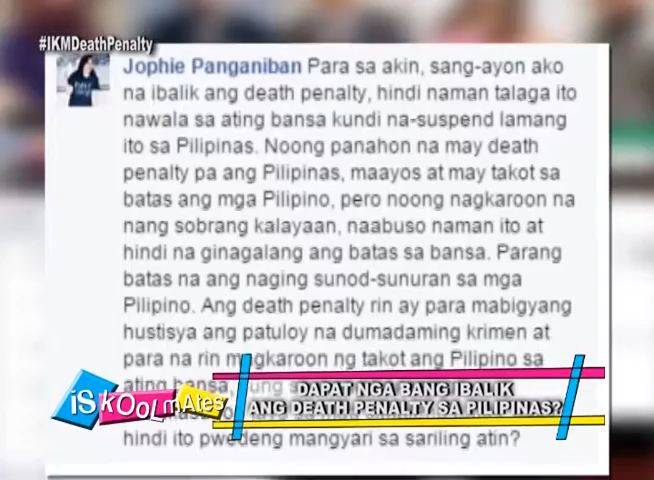 #IKMDeathPenalty
Jophie Panganiban Para sa akin, sang-ayon ako
na ibalik ang death penalty, hindi naman talaga ito
nawala sa ating bansa kundi na-suspend lamang
ito sa Pilipinas. Noong panahon na may death
penalty pa ang Pilipinas, maayos at may takot sa
batas ang mga Pilipino, pero noong nagkaroon na
nang sobrang kalayaan, naabuso naman ito at
hindi na ginagalang ang batas sa bansa. Parang
batas na ang naging sunod-sunuran sa mga
Pilipino. Ang death penalty rin ay para mabigyang
hustisya ang patuloy na dumadaming krimen at
para na rin magkaroon ng takot ang Pilipino sa
ating bansa
hindi ito pwedeng mangyari sa sariling atin?
iskoolmAtes
DAPAT NGA BANG IBALIK
ANG DEATH PENALTY SA PILIPINAS?